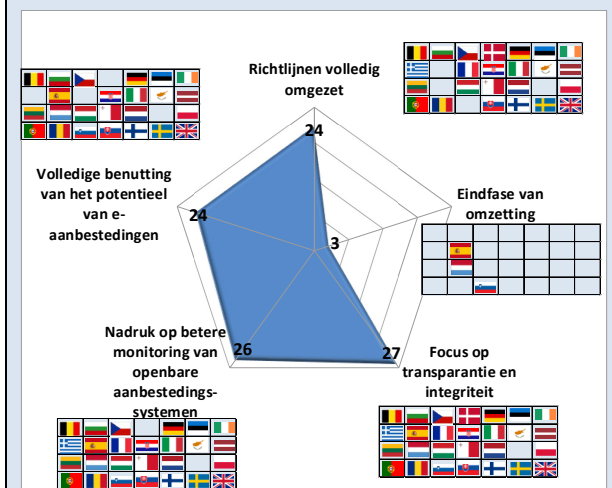 Richtlijnen volledig
omgezet
24
Volledige benutting
van het potentieel
van e-
aanbestedingen
24
Eindfase van
omzetting
3
Nadruk op betere
monitoring van
openbare
aanbestedings-
systemen
26
27
Focus op
transparantie en
integriteit